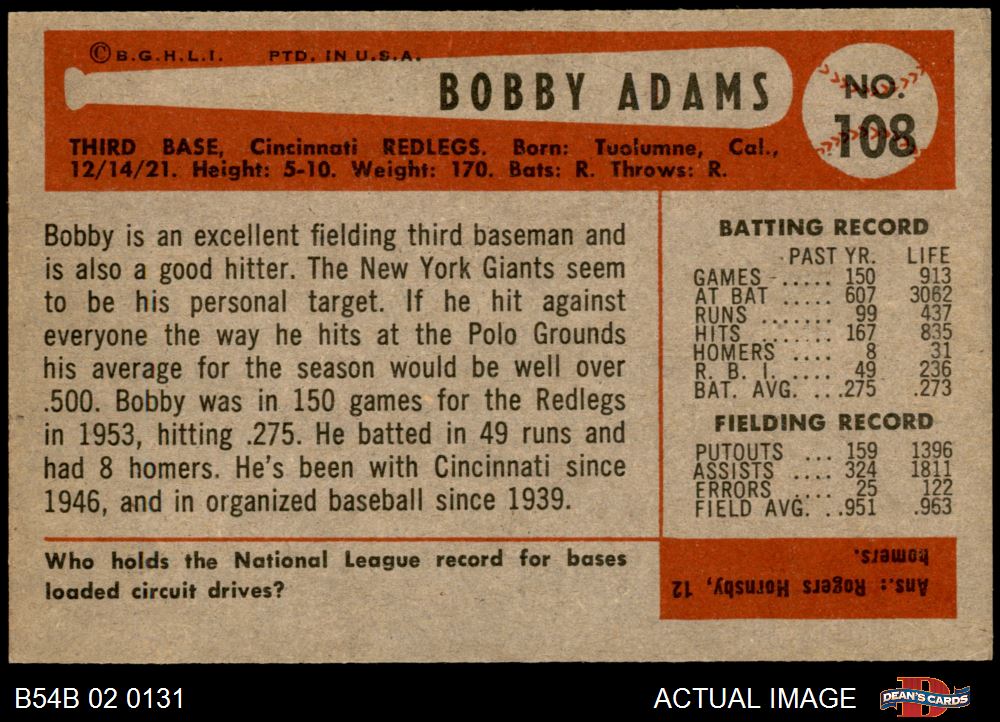 ©B.G.H.L.I. PTD. IN U.S.A.
BOBBY ADAMS
NO.
108
THIRD BASE, Cincinnati REDLEGS. Born: Tuolumne, Cal.,
12/14/21. Height: 5-10. Weight: 170. Bats: R. Throws: R.
Bobby is an excellent fielding third baseman and
is also a good hitter. The New York Giants seem
to be his personal target. If he hit against
everyone the way he hits at the Polo Grounds
his average for the season would be well over
.500. Bobby was in 150 games for the Redlegs
in 1953, hitting .275. He batted in 49 runs and
had 8 homers. He's been with Cincinnati since
1946, and in organized baseball since 1939.
BATTING RECORD
PAST YR. LIFE
GAMES ..... 150 913
AT BAT ..... 607 3062
RUNS ....... 99 437
HITS ....... 167 835
HOMERS .... 8 31
R. B. I. .... 49 236
BAT. AVG. ...275 .273
FIELDING RECORD
PUTOUTS ... 159 1396
ASSISTS .... 324 1811
ERRORS .... 25 122
FIELD AVG. ..951 .963
Who holds the National League record for bases
loaded circuit drives?
Ans.: Rogers Hornsby, 12
homers.
B54B 02 0131
ACTUAL IMAGE
DEAN'S CARDS